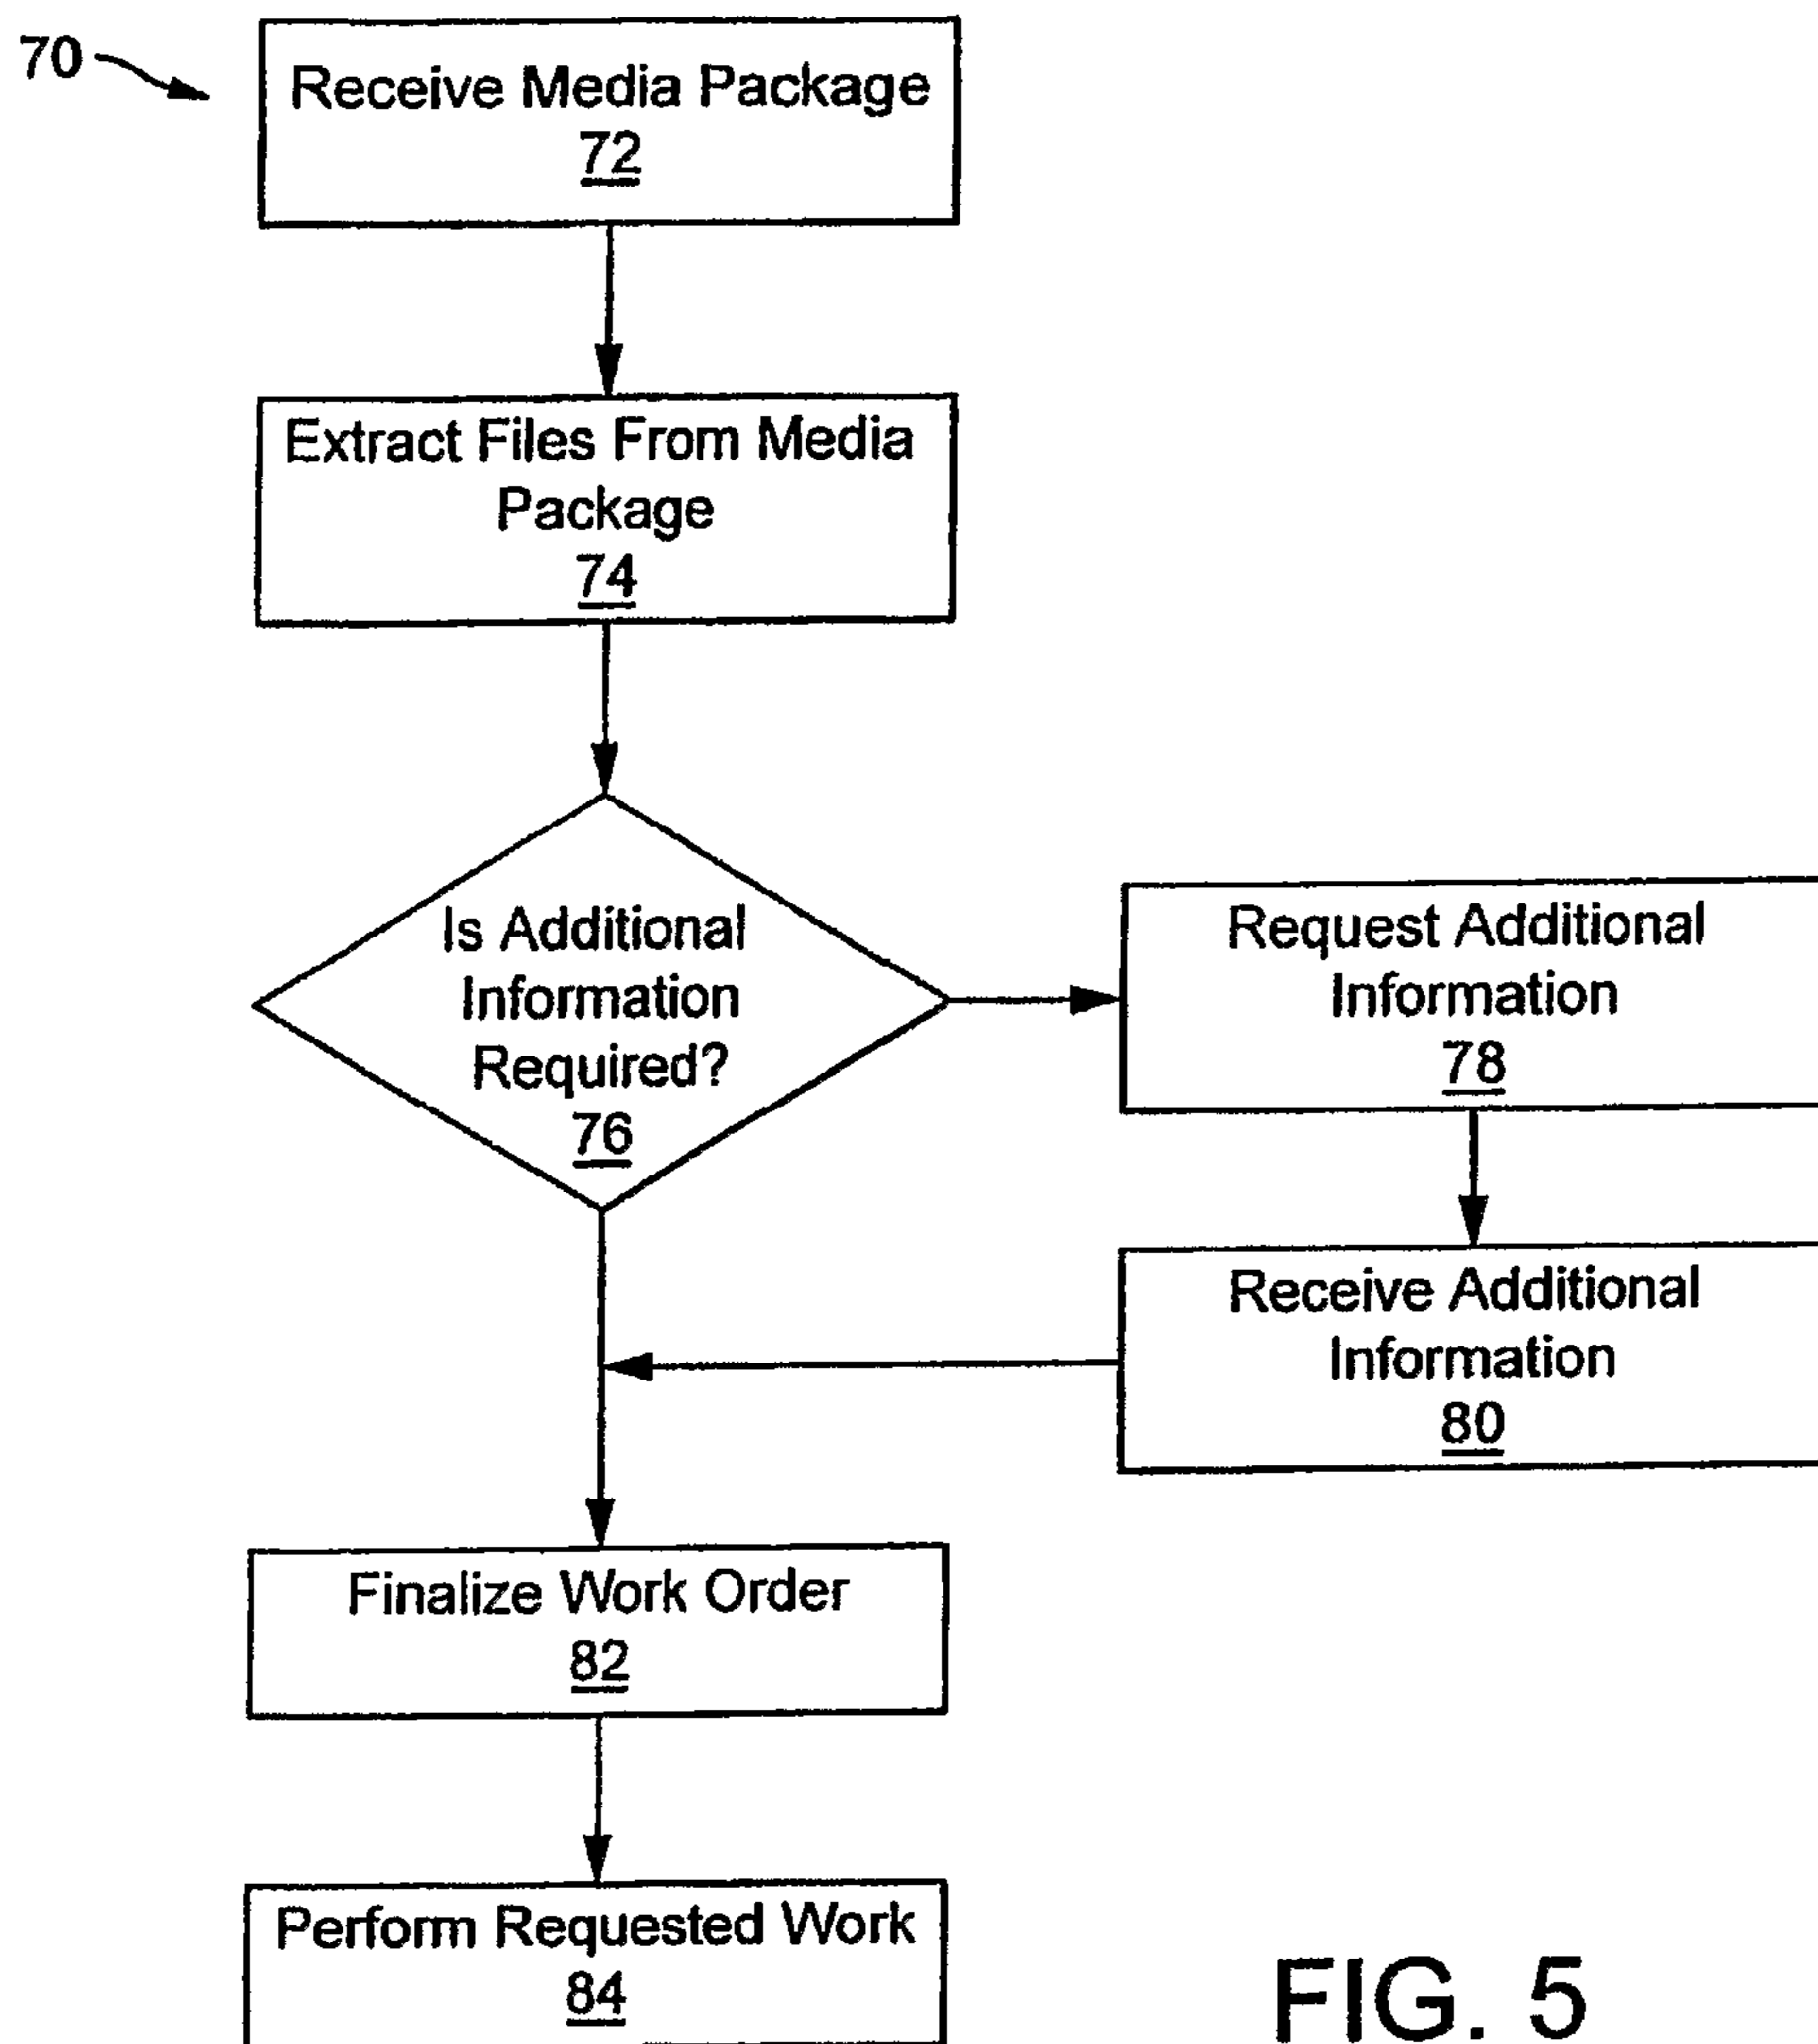 70
Receive Media Package
72
Extract Files From Media
Package
74
Is Additional
Information
Required?
76
Request Additional
Information
78
Receive Additional
Information
80
Finalize Work Order
82
Perform Requested Work
84
FIG. 5